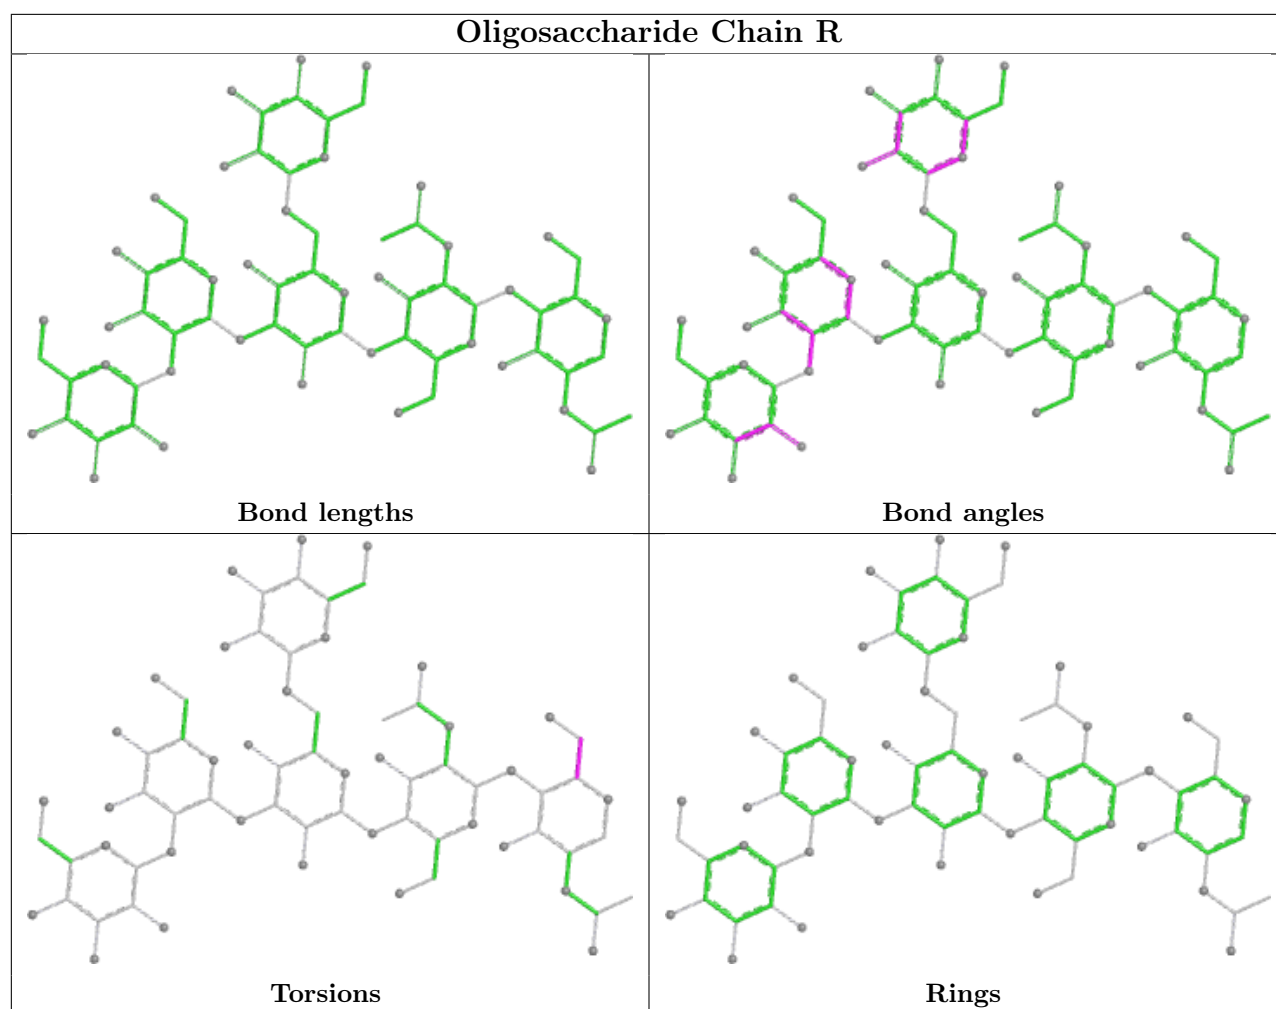 Oligosaccharide Chain R
Bond lengths
Bond angles
Torsions
Rings